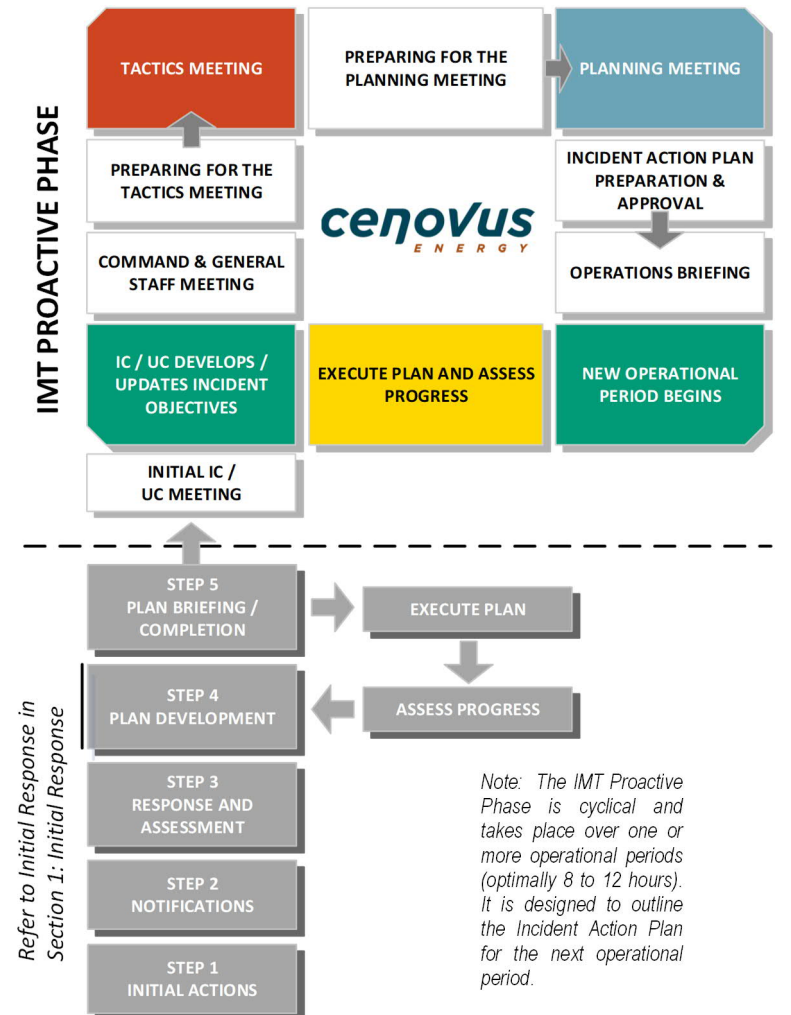 IMT PROACTIVE PHASE
TACTICS MEETING
PREPARING FOR THE
PLANNING MEETING
PLANNING MEETING
PREPARING FOR THE
TACTICS MEETING
INCIDENT ACTION PLAN
PREPARATION &
APPROVAL
cenovus
ENERGY
COMMAND & GENERAL
STAFF MEETING
OPERATIONS BRIEFING
IC / UC DEVELOPS /
UPDATES INCIDENT
OBJECTIVES
EXECUTE PLAN AND ASSESS
PROGRESS
NEW OPERATIONAL
PERIOD BEGINS
INITIAL IC /
UC MEETING
STEP 5
PLAN BRIEFING /
COMPLETION
EXECUTE PLAN
STEP 4
PLAN DEVELOPMENT
ASSESS PROGRESS
STEP 3
RESPONSE AND
ASSESSMENT
STEP 2
NOTIFICATIONS
STEP 1
INITIAL ACTIONS
Refer to Initial Response in
Section 1: Initial Response
Note: The IMT Proactive
Phase is cyclical and
takes place over one or
more operational periods
(optimally 8 to 12 hours).
It is designed to outline
the Incident Action Plan
for the next operational
period.